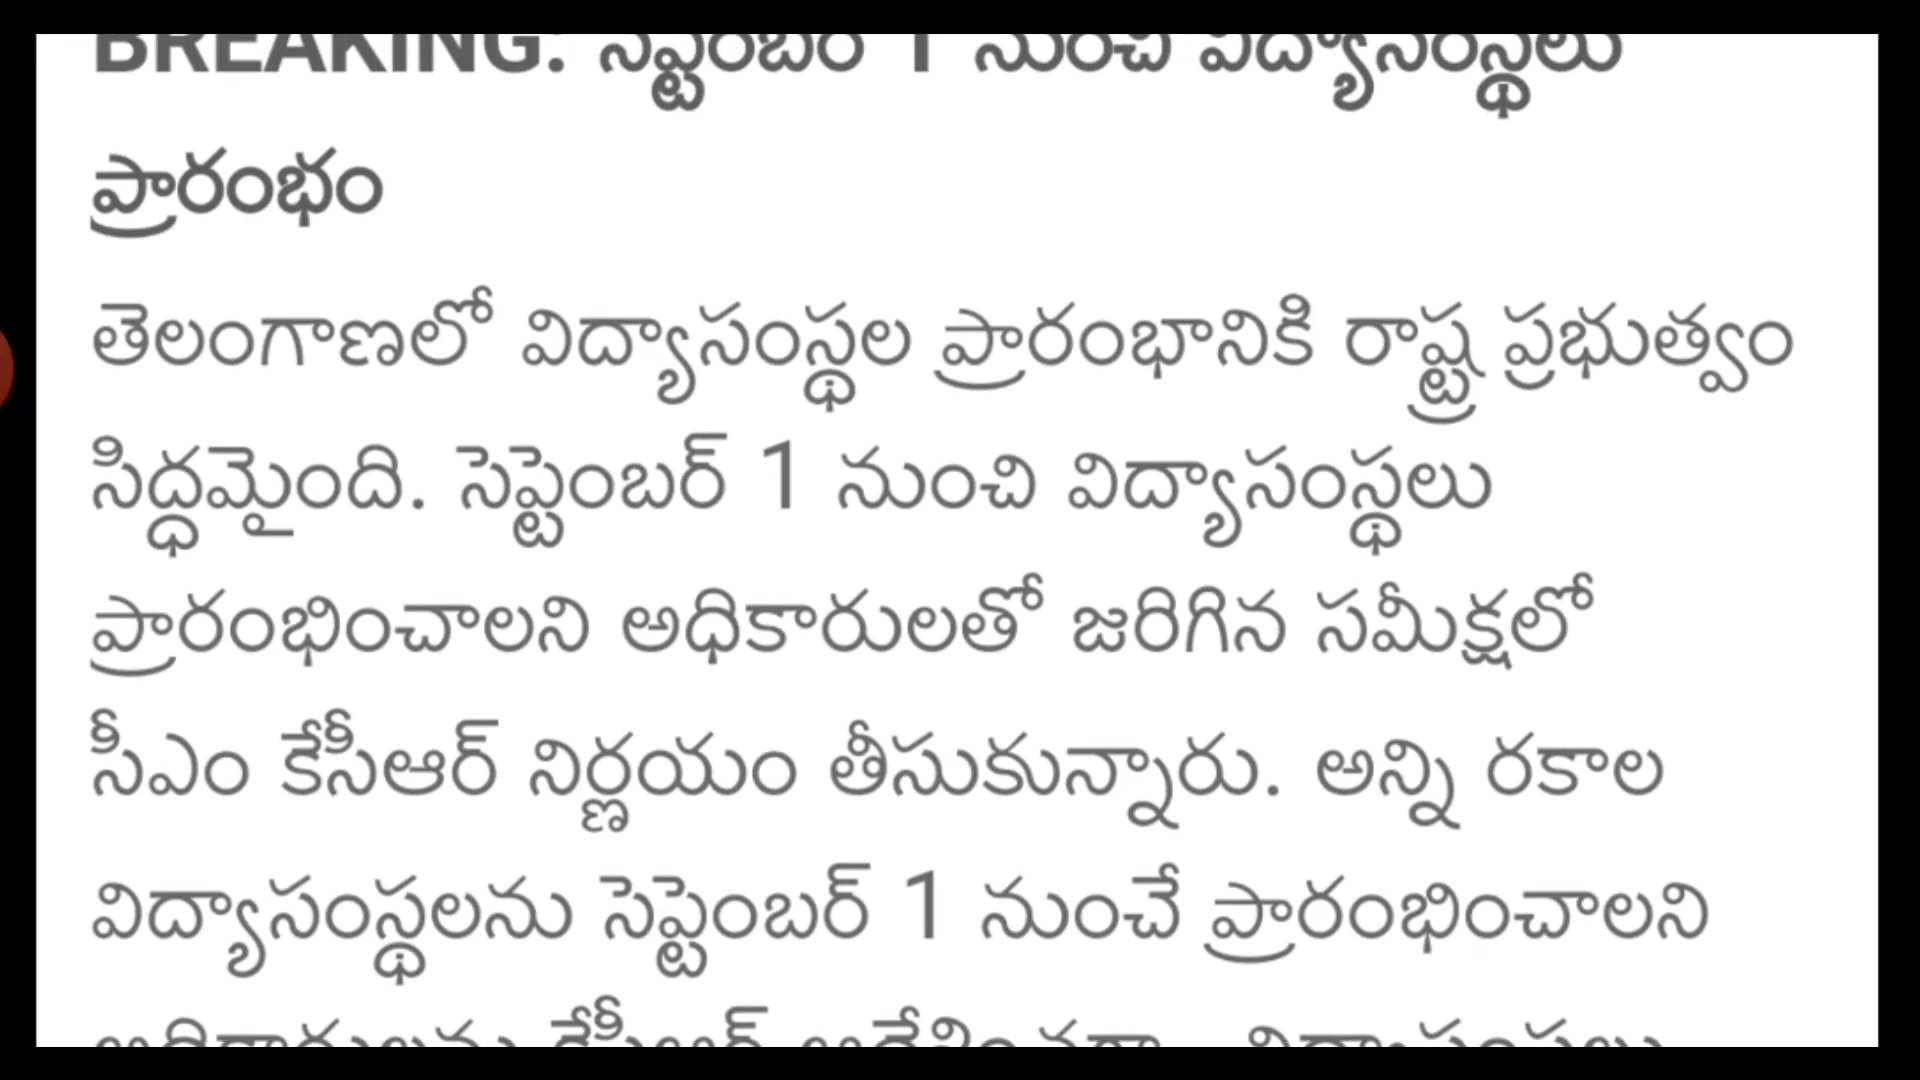 BREAKING: సెప్టెంబర్ 1 నుంచి విద్యాసంస్థలు
ప్రారంభం
తెలంగాణలో విద్యాసంస్థల ప్రారంభానికి రాష్ట్ర ప్రభుత్వం
సిద్ధమైంది. సెప్టెంబర్ 1 నుంచి విద్యాసంస్థలు
ప్రారంభించాలని అధికారులతో జరిగిన సమీక్షలో
సీఎం కేసీఆర్ నిర్ణయం తీసుకున్నారు. అన్ని రకాల
విద్యాసంస్థలను సెప్టెంబర్ 1 నుంచే ప్రారంభించాలని